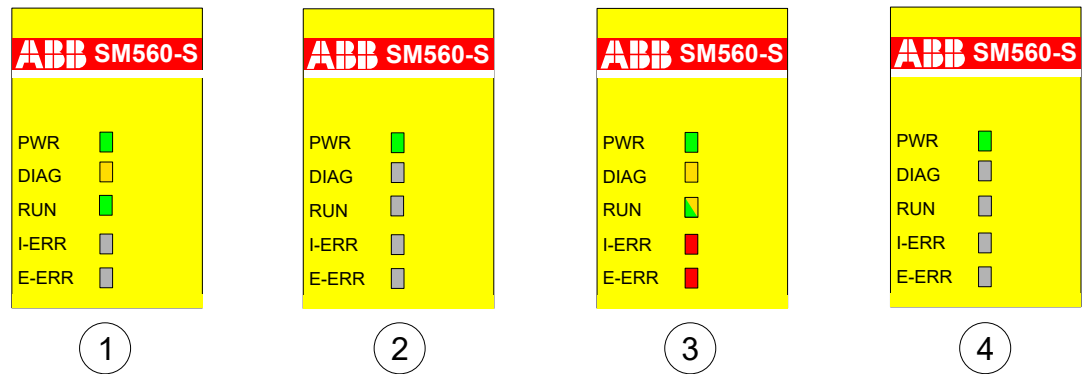 ABB SM560-S
PWR
DIAG
RUN
I-ERR
E-ERR
1
ABB SM560-S
PWR
DIAG
RUN
I-ERR
E-ERR
2
ABB SM560-S
PWR
DIAG
RUN
I-ERR
E-ERR
3
ABB SM560-S
PWR
DIAG
RUN
I-ERR
E-ERR
4